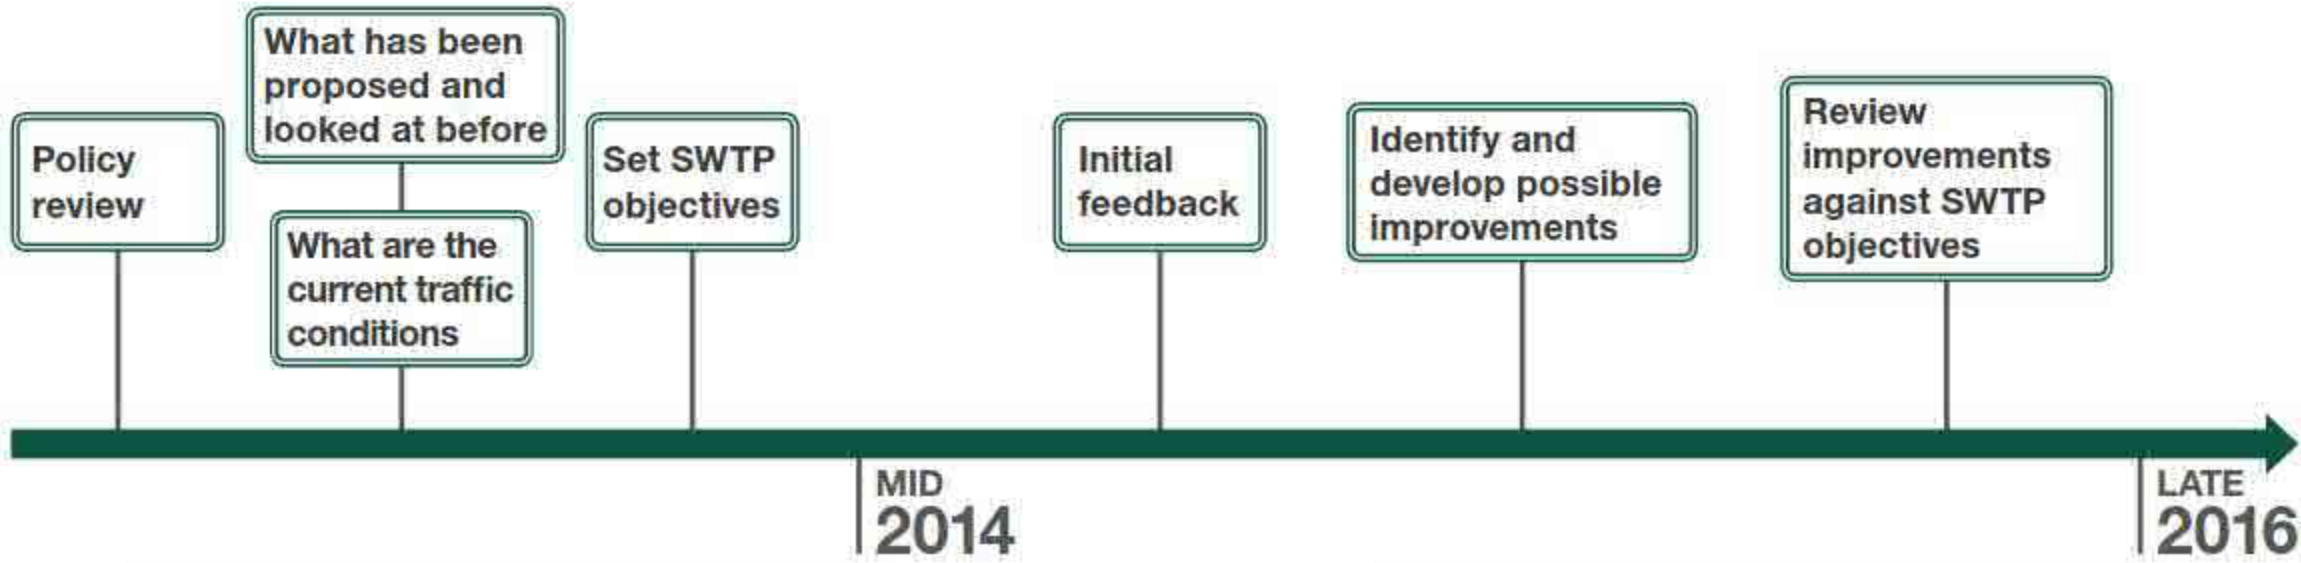 Policy
review
What has been
proposed and
looked at before
What are the
current traffic
conditions
Set SWTP
objectives
Initial
feedback
Identify and
develop possible
improvements
Review
improvements
against SWTP
objectives
MID
2014
LATE
2016